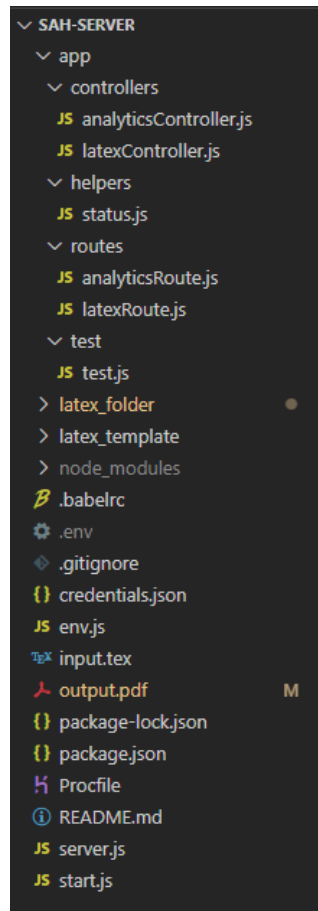 SAH-SERVER
app
controllers
JS analyticsController.js
JS latexController.js
helpers
JS status.js
routes
JS analyticsRoute.js
JS latexRoute.js
test
JS test.js
latex_folder
latex_template
node_modules
B .babelrc
.env
.gitignore
{} credentials.json
JS env.js
TEX input.tex
output.pdf M
{} package-lock.json
{} package.json
Procfile
README.md
JS server.js
JS start.js